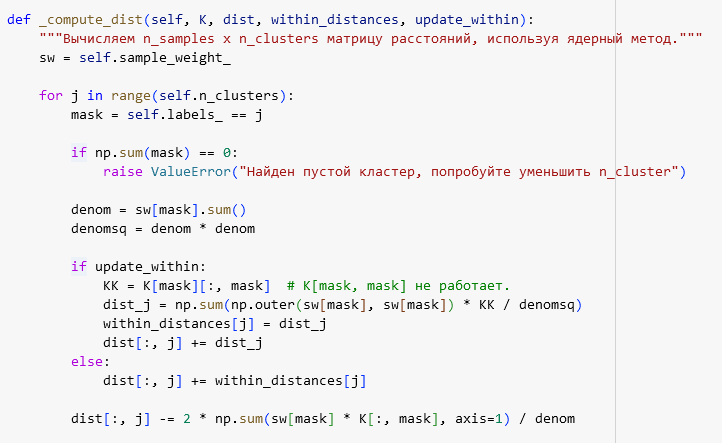 def _compute_dist(self, K, dist, within_distances, update_within):
    """Вычисляем n_samples x n_clusters матрицу расстояний, используя ядерный метод."""
    sw = self.sample_weight_

    for j in range(self.n_clusters):
        mask = self.labels_ == j

        if np.sum(mask) == 0:
            raise ValueError("Найден пустой кластер, попробуйте уменьшить n_cluster")

        denom = sw[mask].sum()
        denomsq = denom * denom

        if update_within:
            KK = K[mask][:, mask]  # K[mask, mask] не работает.
            dist_j = np.sum(np.outer(sw[mask], sw[mask]) * KK / denomsq)
            within_distances[j] = dist_j
            dist[:, j] += dist_j
        else:
            dist[:, j] += within_distances[j]

        dist[:, j] -= 2 * np.sum(sw[mask] * K[:, mask], axis=1) / denom